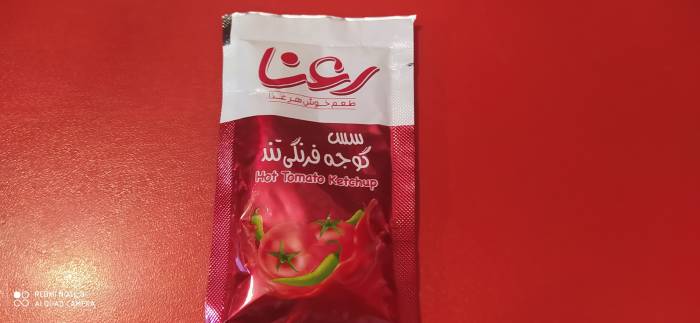 رعنا
طعم خوش هر غذا
سس
گوجه فرنگی تند
Hot Tomato Ketchup
REDMI NOTE 8
AI QUAD CAMERA